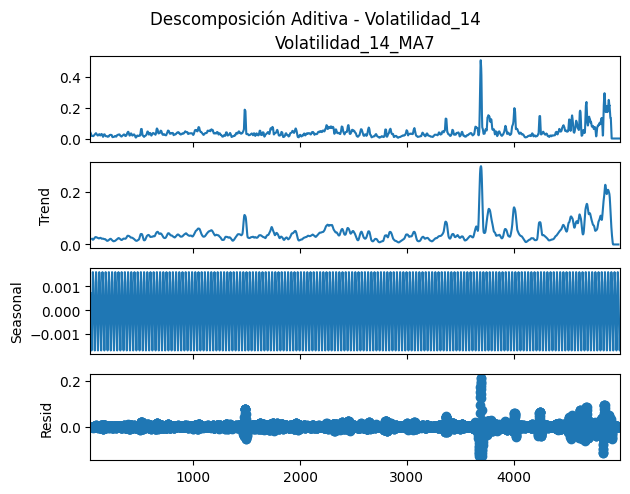 Descomposición Aditiva - Volatilidad_14
Volatilidad_14_MA7
0.4
0.2
0.0
Trend
0.2
0.0
Seasonal
0.001
0.000
−0.001
Resid
0.2
0.0
1000 2000 3000 4000